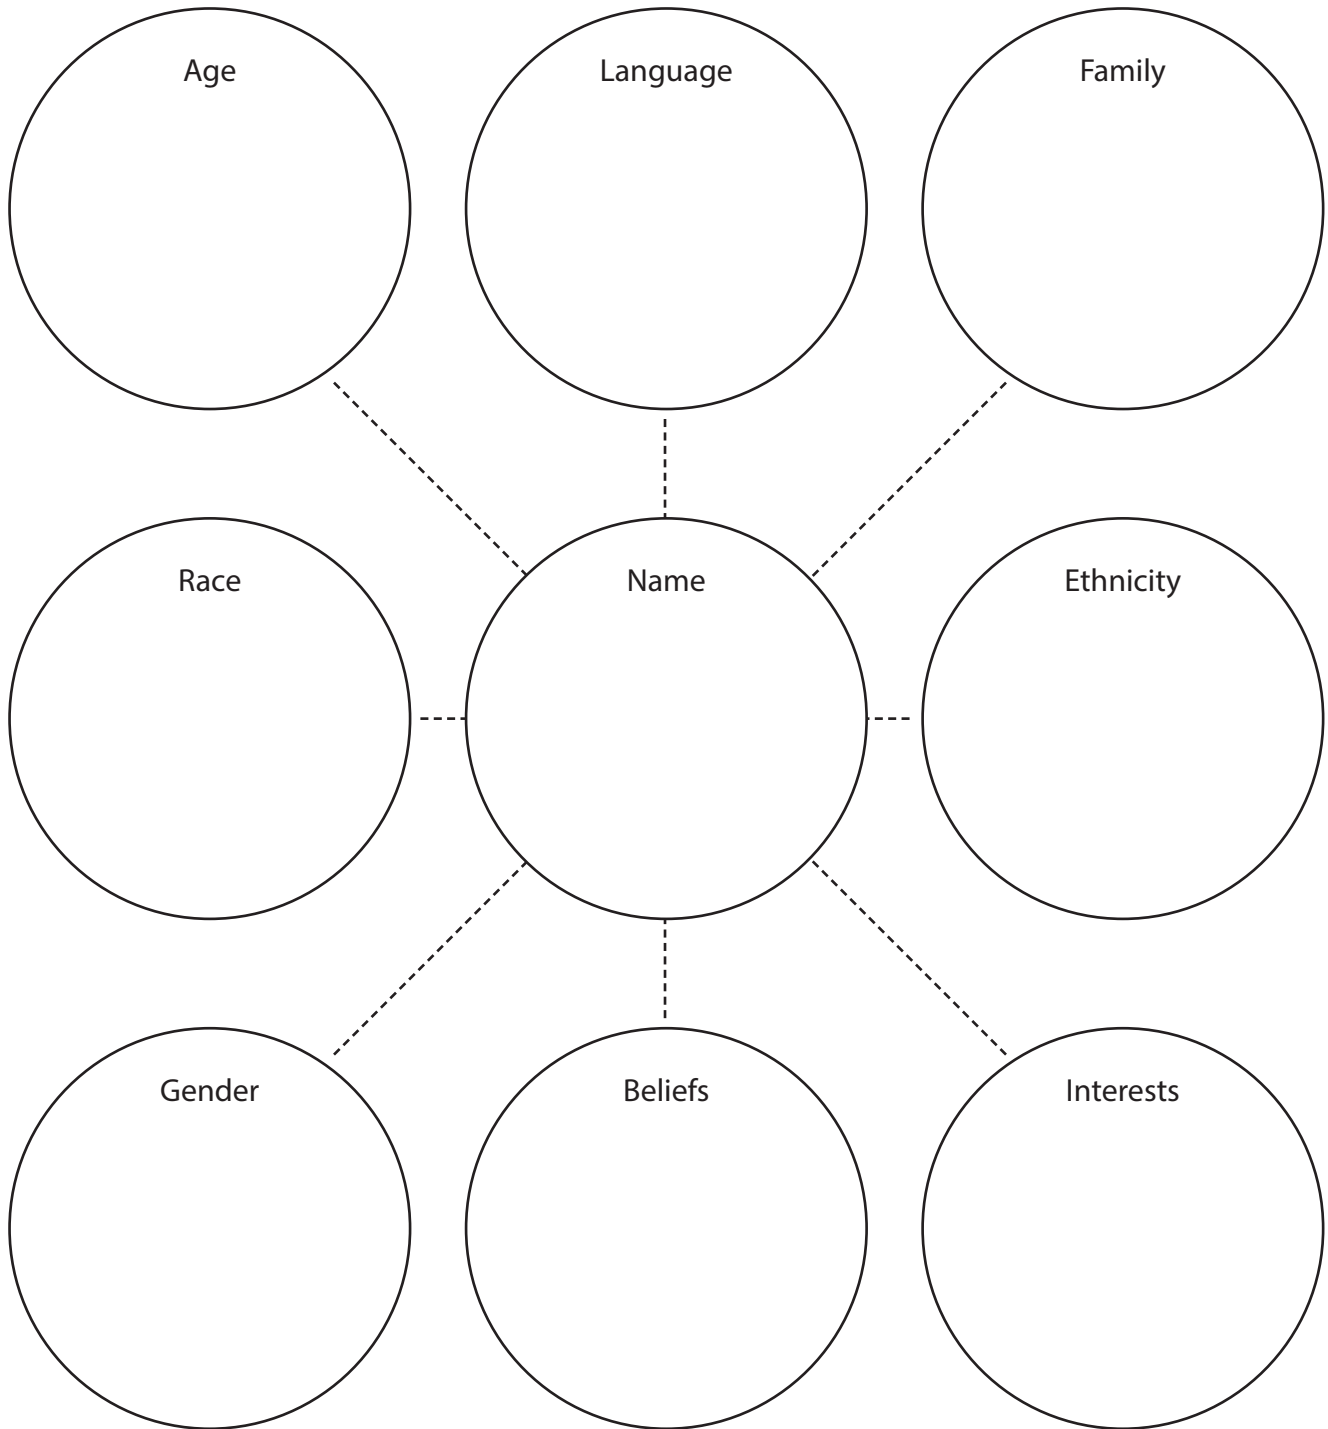 Age
Language
Family
Race
Name
Ethnicity
Gender
Beliefs
Interests